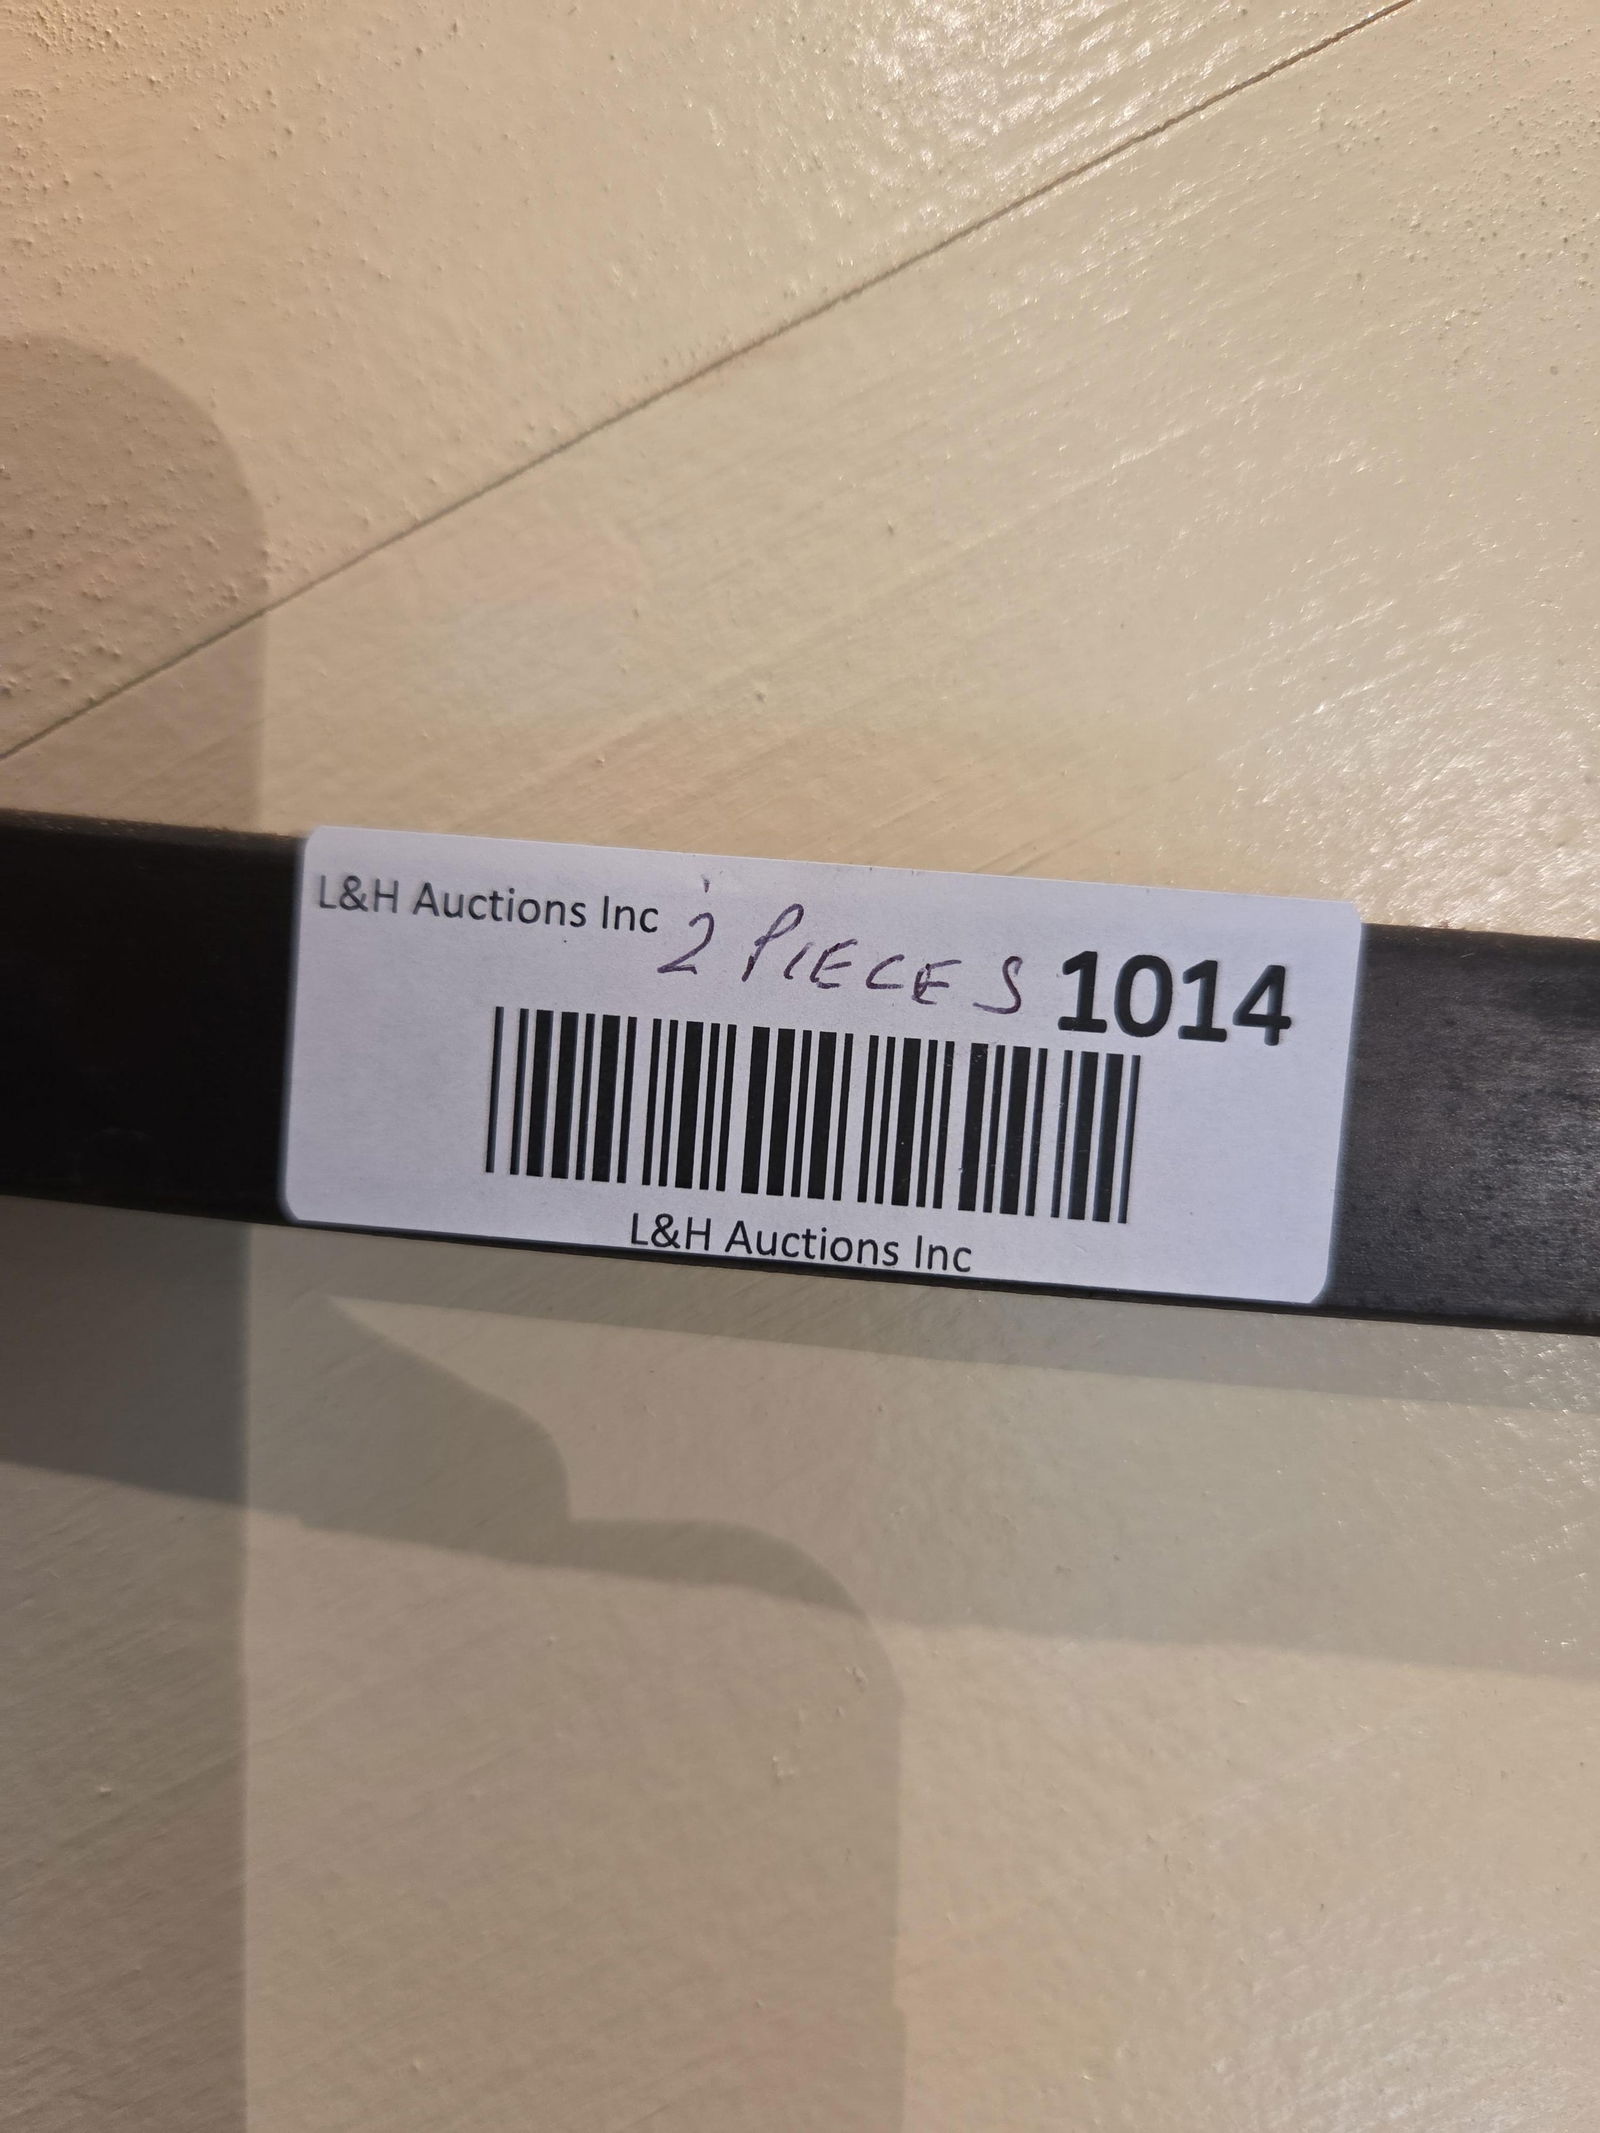 L&H Auctions Inc 2 PIECES 1014
L&H Auctions Inc